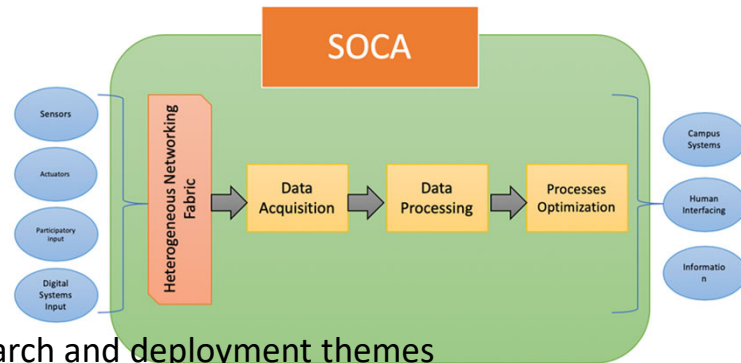 SOCA
Sensors
Actuators
Participatory
input
Digital
Systems
Input
Heterogeneous Networking
Fabric
Data
Acquisition
Data
Processing
Processes
Optimization
Campus
Systems
Human
Interfacing
Informatio
n
and deployment themes